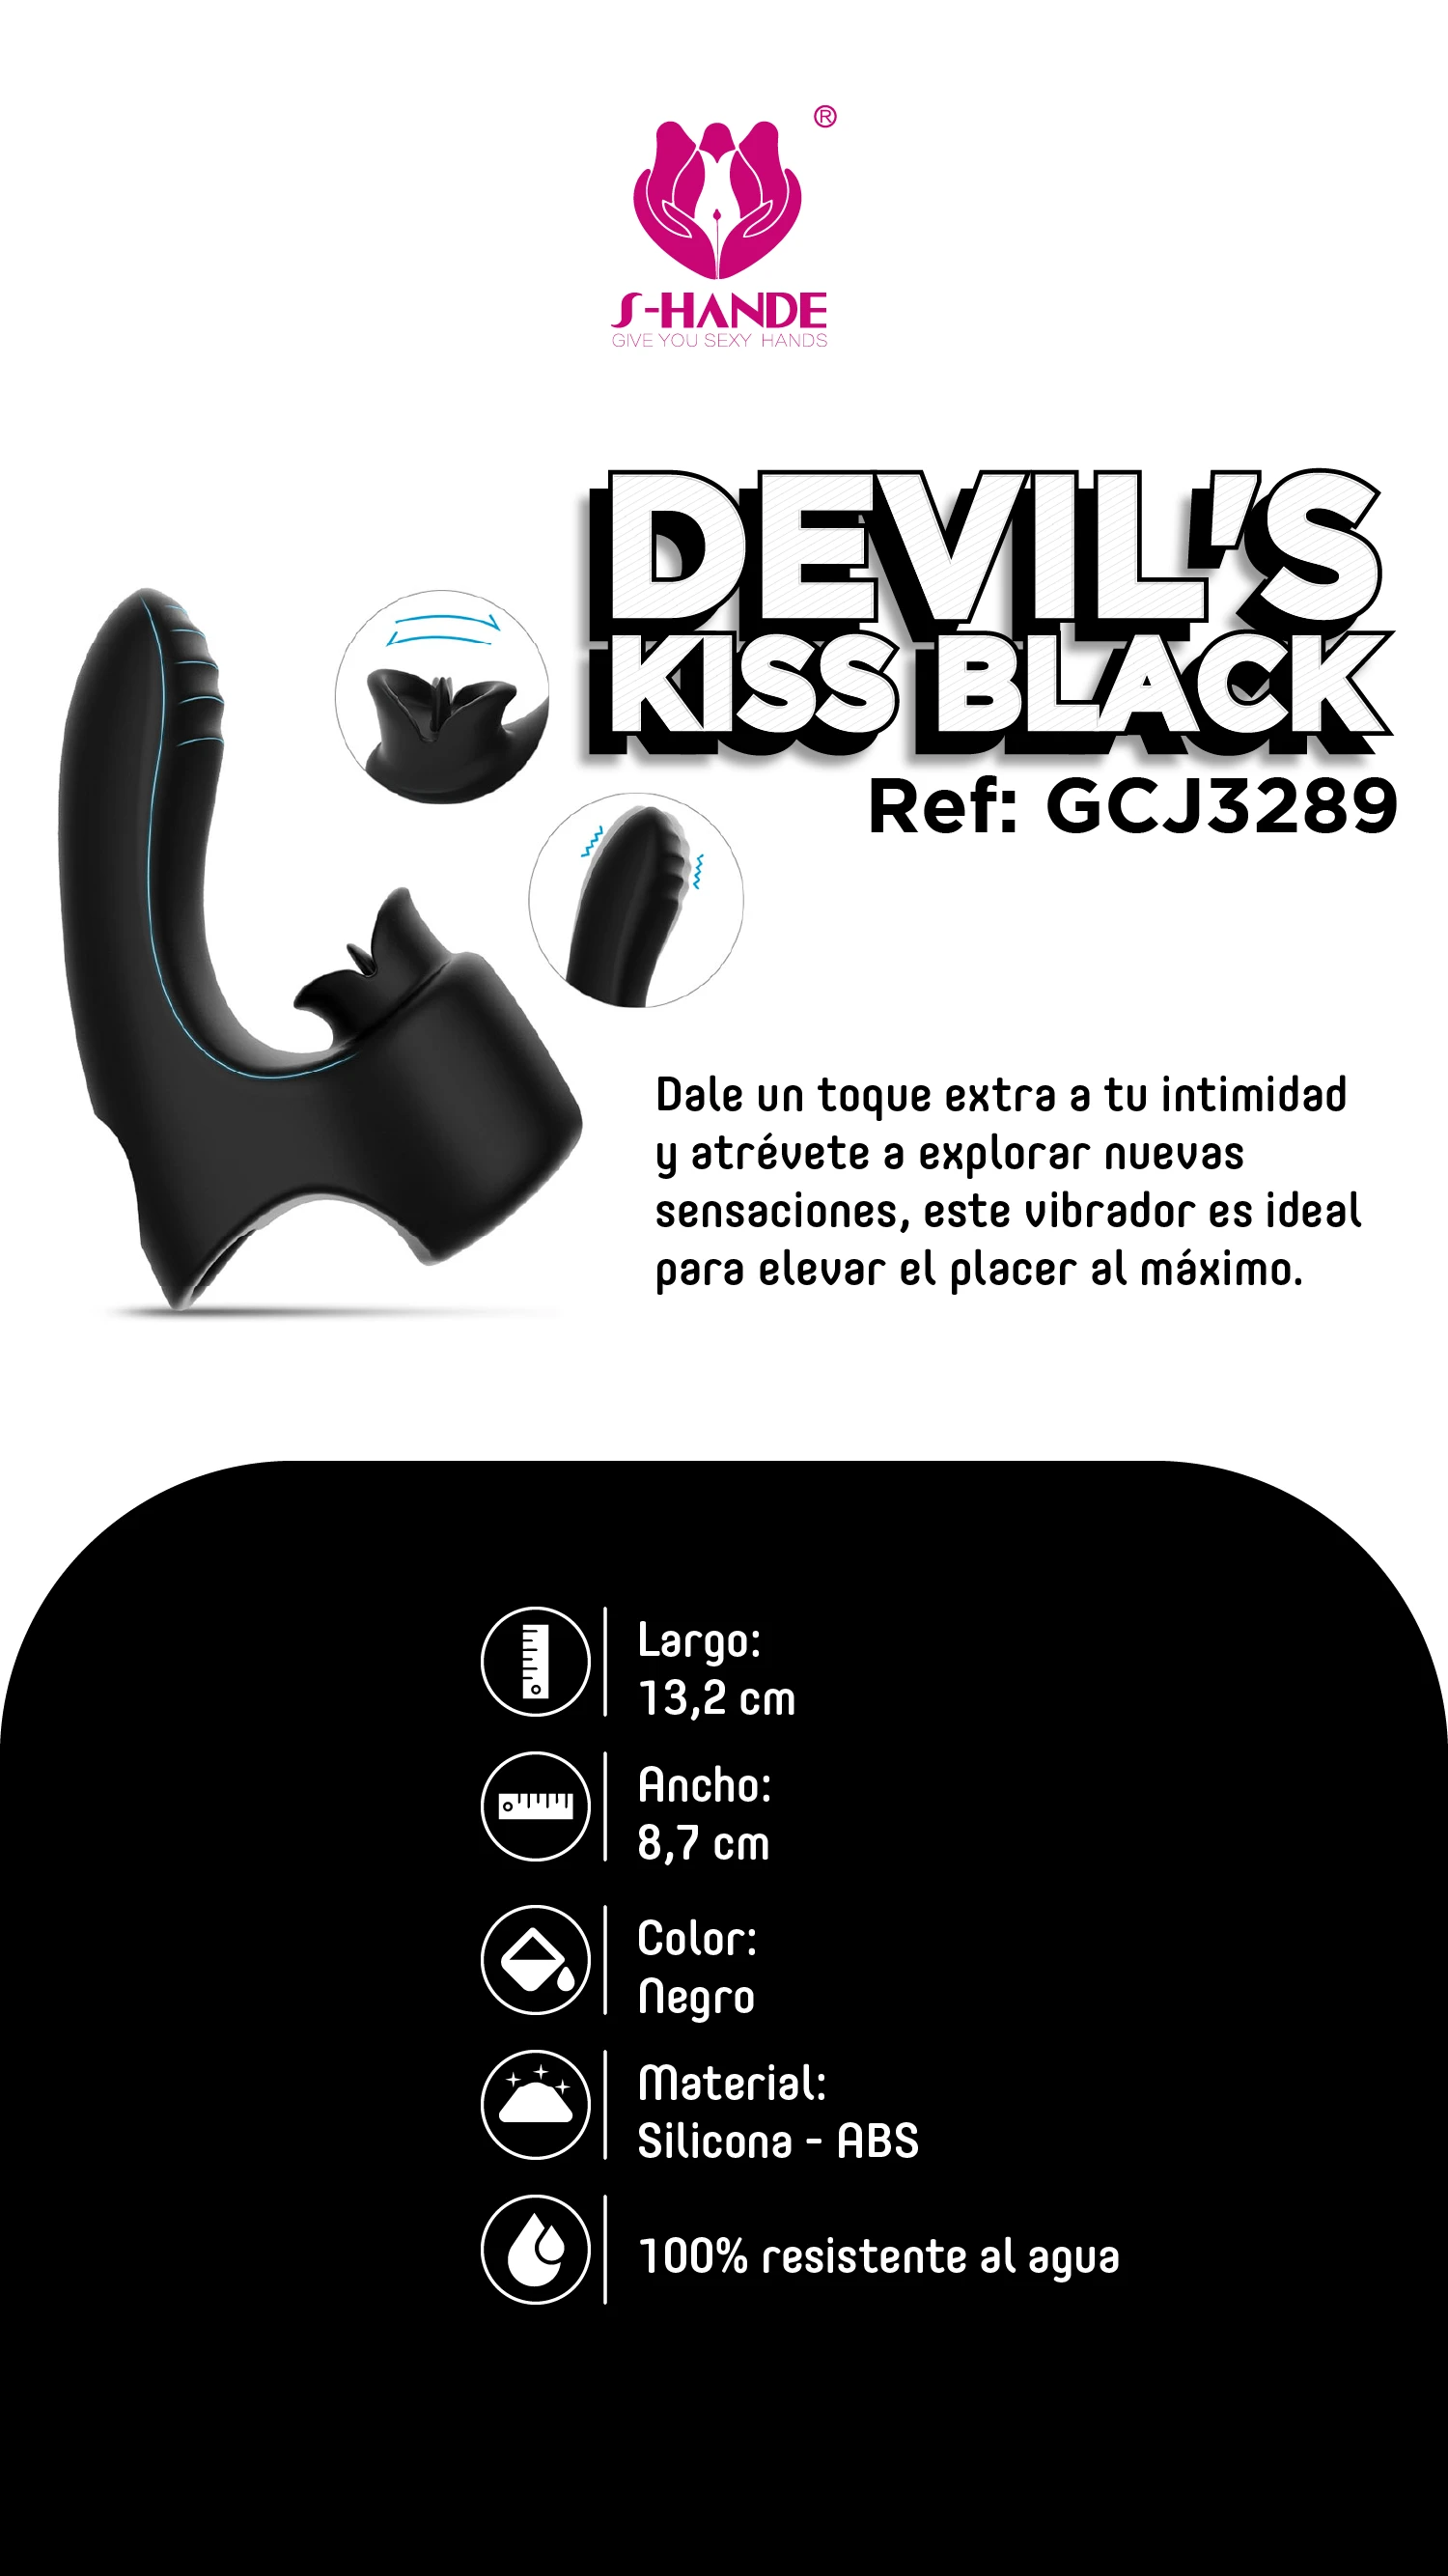 ®
S-HANDE
GIVE YOU SEXY HANDS
DEVIL'S
KISS BLACK
Ref: GCJ3289
Dale un toque extra a tu intimidad
y atrévete a explorar nuevas
sensaciones, este vibrador es ideal
para elevar el placer al máximo.
Largo:
13,2 cm
Ancho:
8,7 cm
Color:
Negro
Material:
Silicona - ABS
100% resistente al agua